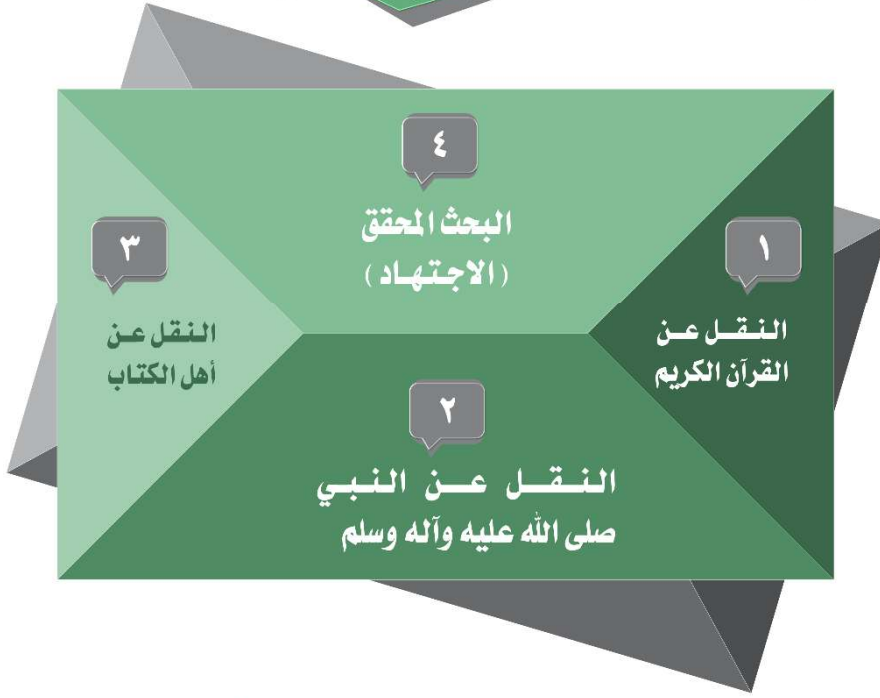 ١
النقل عن
القرآن الكريم
٢
النقل عن النبي
صلى الله عليه وآله وسلم
٣
النقل عن
أهل الكتاب
٤
البحث المحقق
(الاجتهاد)